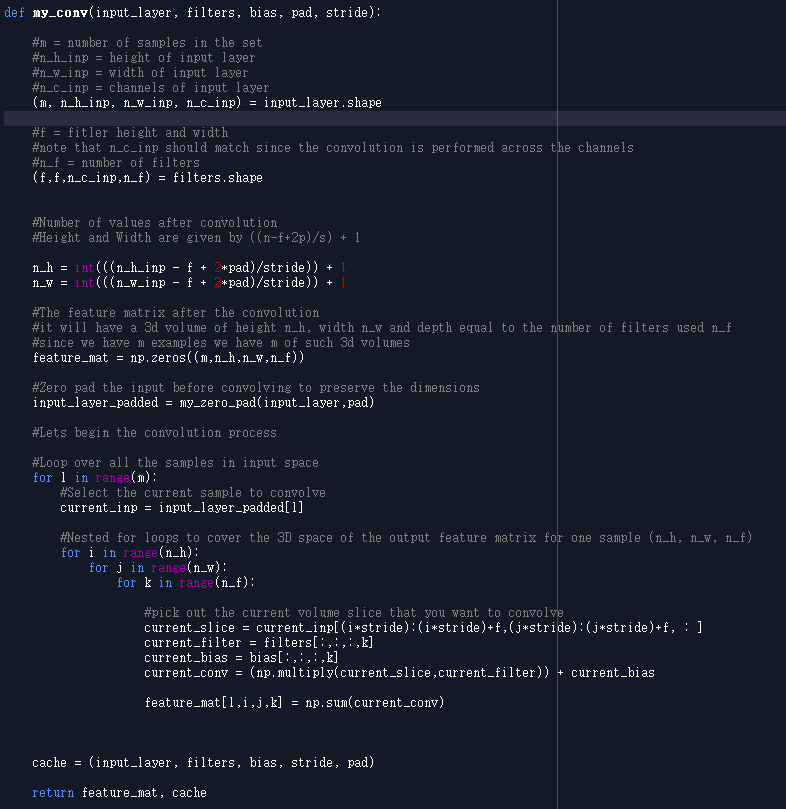 def my_conv(input_layer, filters, bias, pad, stride):
#m = number of samples in the set
#n_h_inp = height of input layer
#n_w_inp = width of input layer
#n_c_inp = channels of input layer
(m, n_h_inp, n_w_inp, n_c_inp) = input_layer.shape
#f = fitler height and width
#note that n_c_inp should match since the convolution is performed across the channels
#n_f = number of filters
(f,f,n_c_inp,n_f) = filters.shape
#Number of values after convolution
#Height and Width are given by ((n-f+2p)/s) + 1
n_h = int(((n_h_inp - f + 2*pad)/stride)) + 1
n_w = int(((n_w_inp - f + 2*pad)/stride)) + 1
#The feature matrix after the convolution
#it will have a 3d volume of height n_h, width n_w and depth equal to the number of filters used n_f
#since we have m examples we have m of such 3d volumes
feature_mat = np.zeros((m,n_h,n_w,n_f))
#Zero pad the input before convolving to preserve the dimensions
input_layer_padded = my_zero_pad(input_layer,pad)
#Lets begin the convolution process
#Loop over all the samples in input space
for l in range(m):
#Select the current sample to convolve
current_inp = input_layer_padded[l]
#Nested for loops to cover the 3D space of the output feature matrix for one sample (n_h, n_w, n_f)
for i in range(n_h):
for j in range(n_w):
for k in range(n_f):
#pick out the current volume slice that you want to convolve
current_slice = current_inp[(i*stride):(i*stride)+f,(j*stride):(j*stride)+f, : ]
current_filter = filters[:,:,:,k]
current_bias = bias[:,:,:,k]
current_conv = (np.multiply(current_slice,current_filter)) + current_bias
feature_mat[l,i,j,k] = np.sum(current_conv)
cache = (input_layer, filters, bias, stride, pad)
return feature_mat, cache